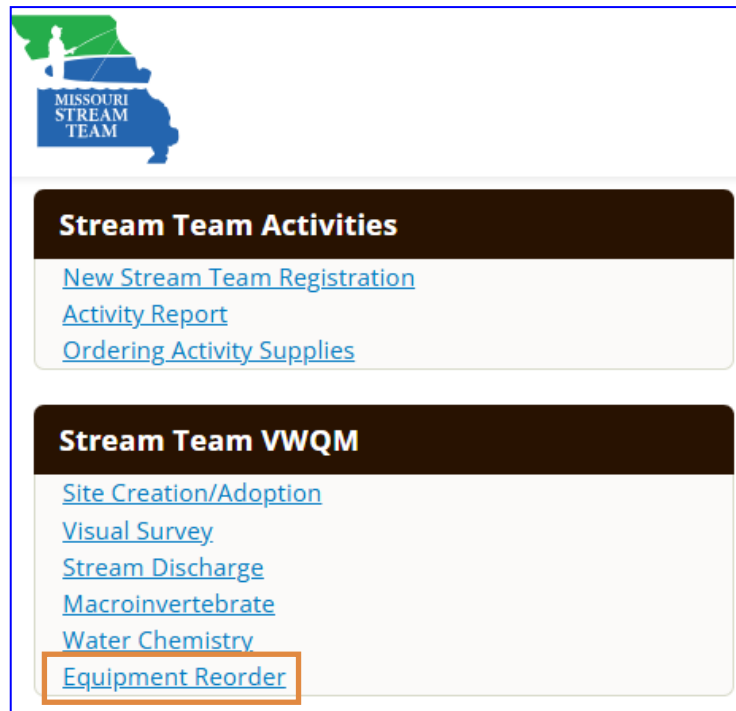 MISSOURI
STREAM
TEAM
Stream Team Activities
New Stream Team Registration
Activity Report
Ordering Activity Supplies
Stream Team VWQM
Site Creation/Adoption
Visual Survey
Stream Discharge
Macroinvertebrate
Water Chemistry
Equipment Reorder